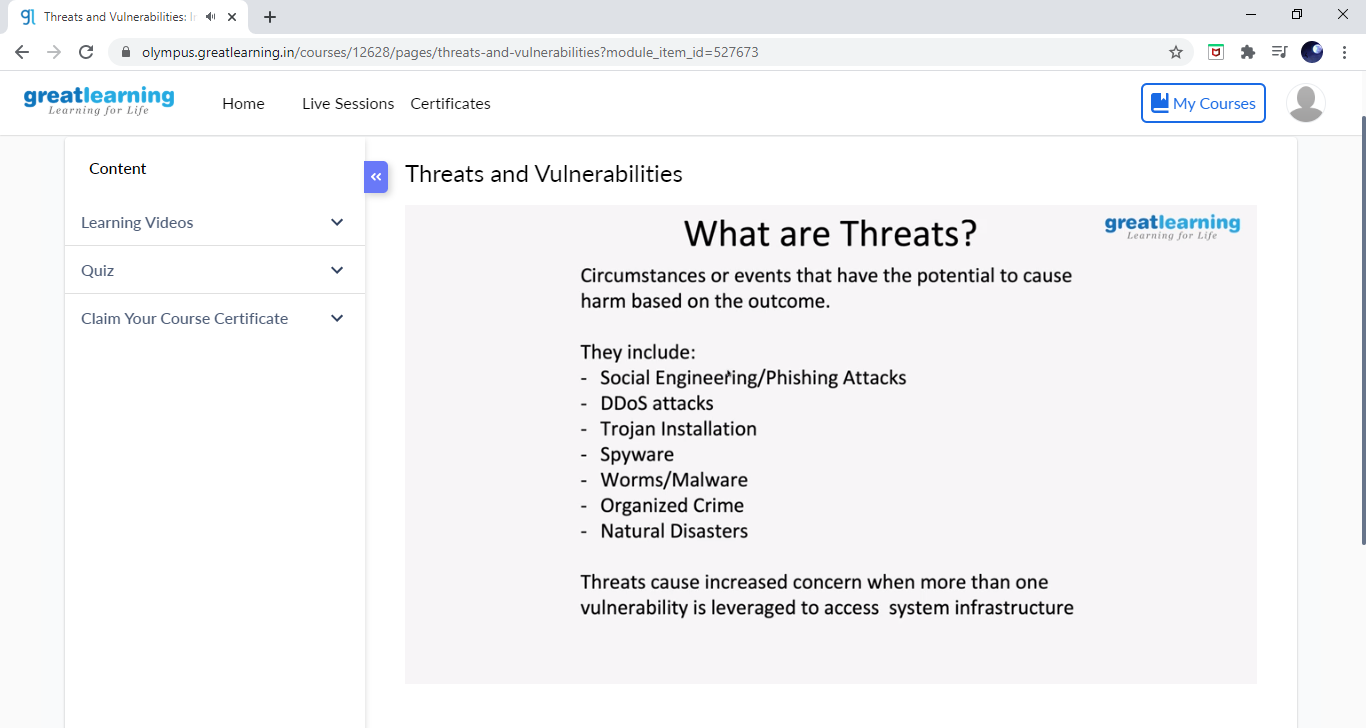 Threats and Vulnerabilities: I
olympus.greatlearning.in/courses/12628/pages/threats-and-vulnerabilities?module_item_id=527673
greatlearning
Learning for Life
Home
Live Sessions
Certificates
My Courses
Content
Learning Videos
Quiz
Claim Your Course Certificate
Threats and Vulnerabilities
What are Threats?
greatlearning
Learning for Life
Circumstances or events that have the potential to cause
harm based on the outcome.
They include:
- Social Engineering/Phishing Attacks
- DDoS attacks
- Trojan Installation
- Spyware
- Worms/Malware
- Organized Crime
- Natural Disasters
Threats cause increased concern when more than one
vulnerability is leveraged to access system infrastructure